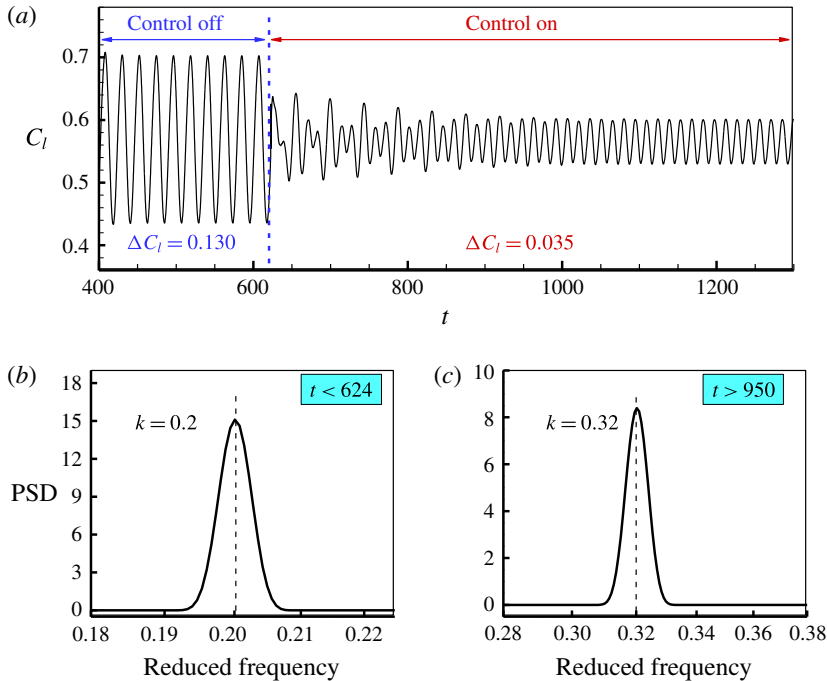 (a)
Control off
Control on
0.7
0.6
0.5
0.4
C_l
ΔC_l = 0.130
ΔC_l = 0.035
400
600
800
1000
1200
t
(b)
18
15
12
9
6
3
0
PSD
k = 0.2
t < 624
0.18
0.19
0.20
0.21
0.22
Reduced frequency
(c)
10
8
6
4
2
0
k = 0.32
t > 950
0.28
0.30
0.32
0.34
0.36
0.38
Reduced frequency